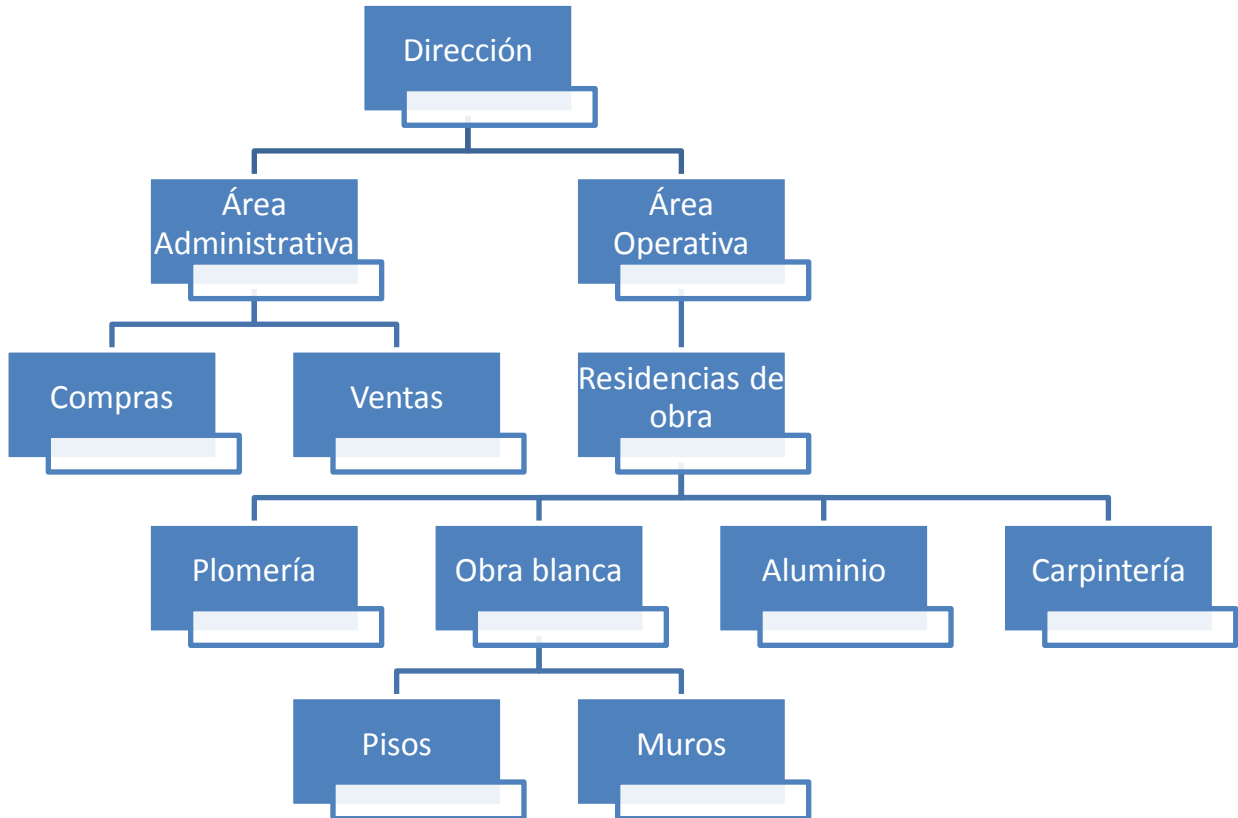 Dirección
Área
Administrativa
Área
Operativa
Compras
Ventas
Residencias de
obra
Plomería
Obra blanca
Aluminio
Carpintería
Pisos
Muros